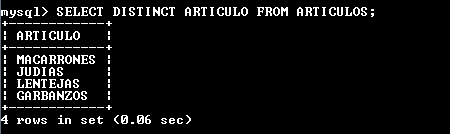 mysql> SELECT DISTINCT ARTICULO FROM ARTICULOS;
+------------+
| ARTICULO   |
+------------+
| MACARRONES |
| JUDIAS     |
| LENTEJAS   |
| GARBANZOS  |
+------------+
4 rows in set (0.06 sec)